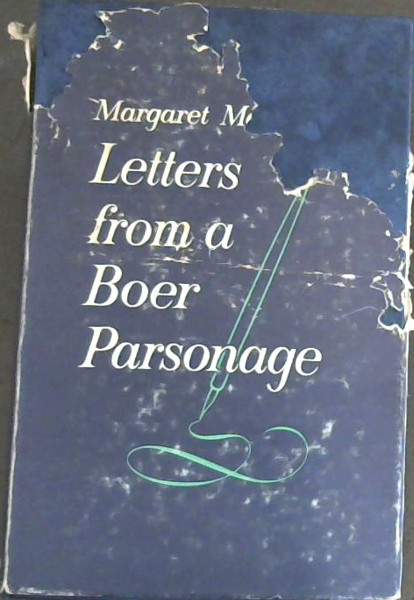 Margaret M
Letters
from a
Boer
Parsonage